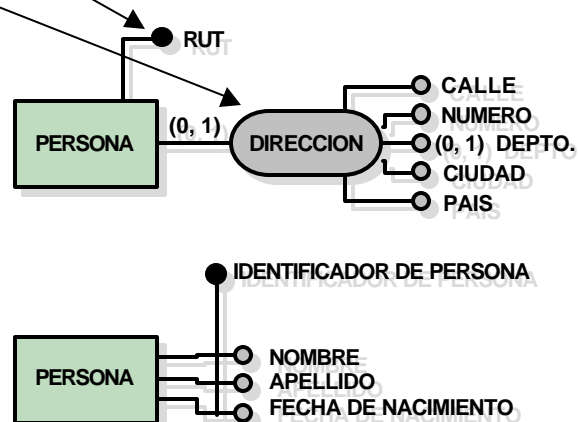 RUT
CALLE
NUMERO
PERSONA
(0, 1)
DIRECCION
(0, 1) DEPTO.
CIUDAD
PAIS
IDENTIFICADOR DE PERSONA
NOMBRE
PERSONA
APELLIDO
FECHA DE NACIMIENTO